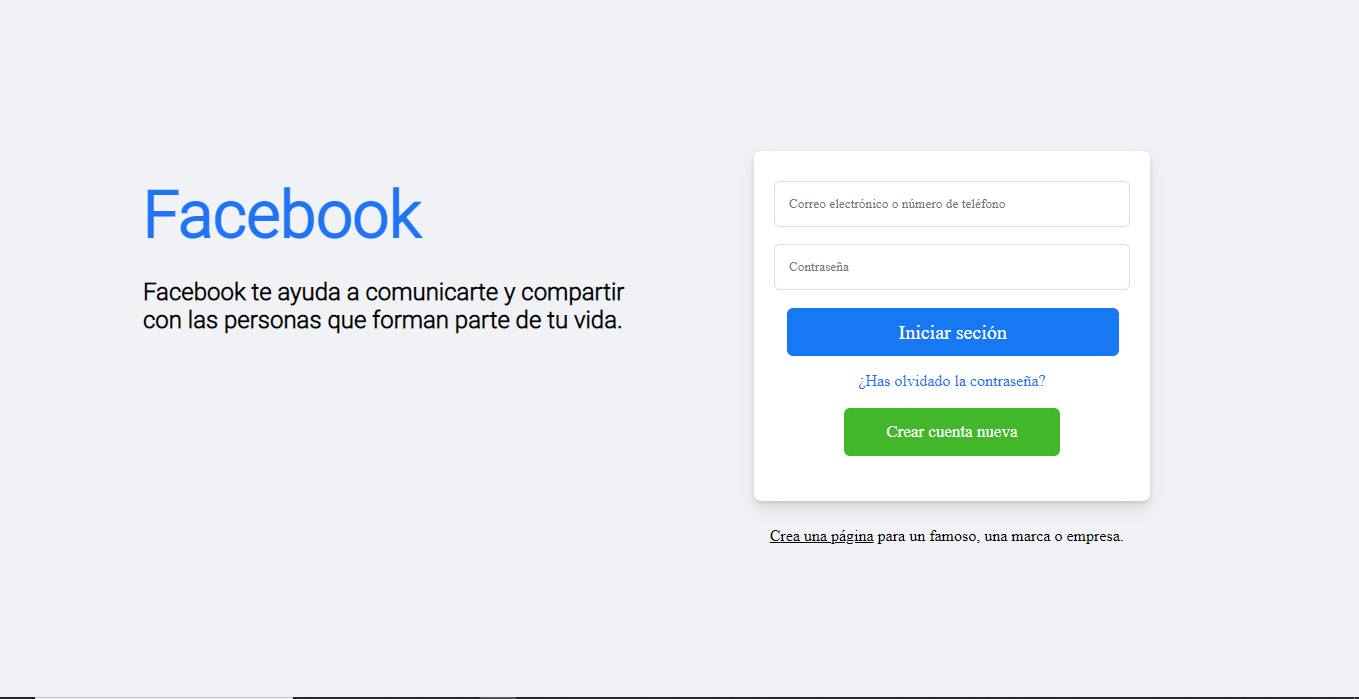 Facebook
Facebook te ayuda a comunicarte y compartir
con las personas que forman parte de tu vida.
Correo electrónico o número de teléfono
Contraseña
Iniciar seción
¿Has olvidado la contraseña?
Crear cuenta nueva
Crea una página para un famoso, una marca o empresa.